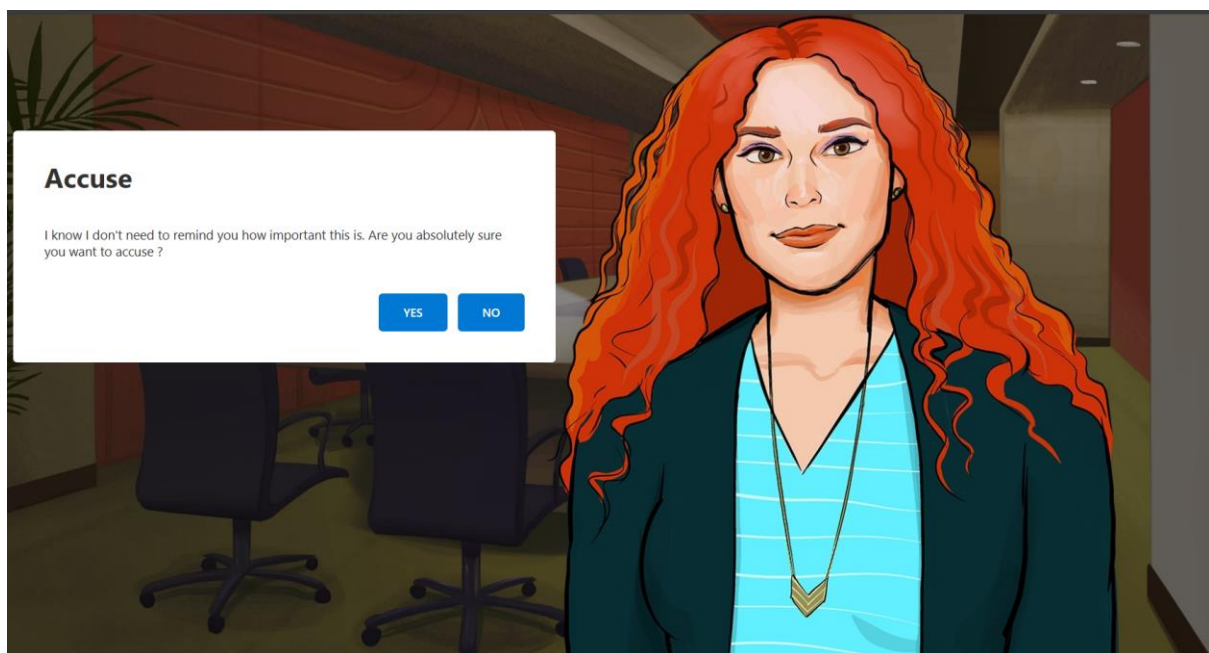 Accuse
I know I don't need to remind you how important this is. Are you absolutely sure
you want to accuse ?
YES
NO